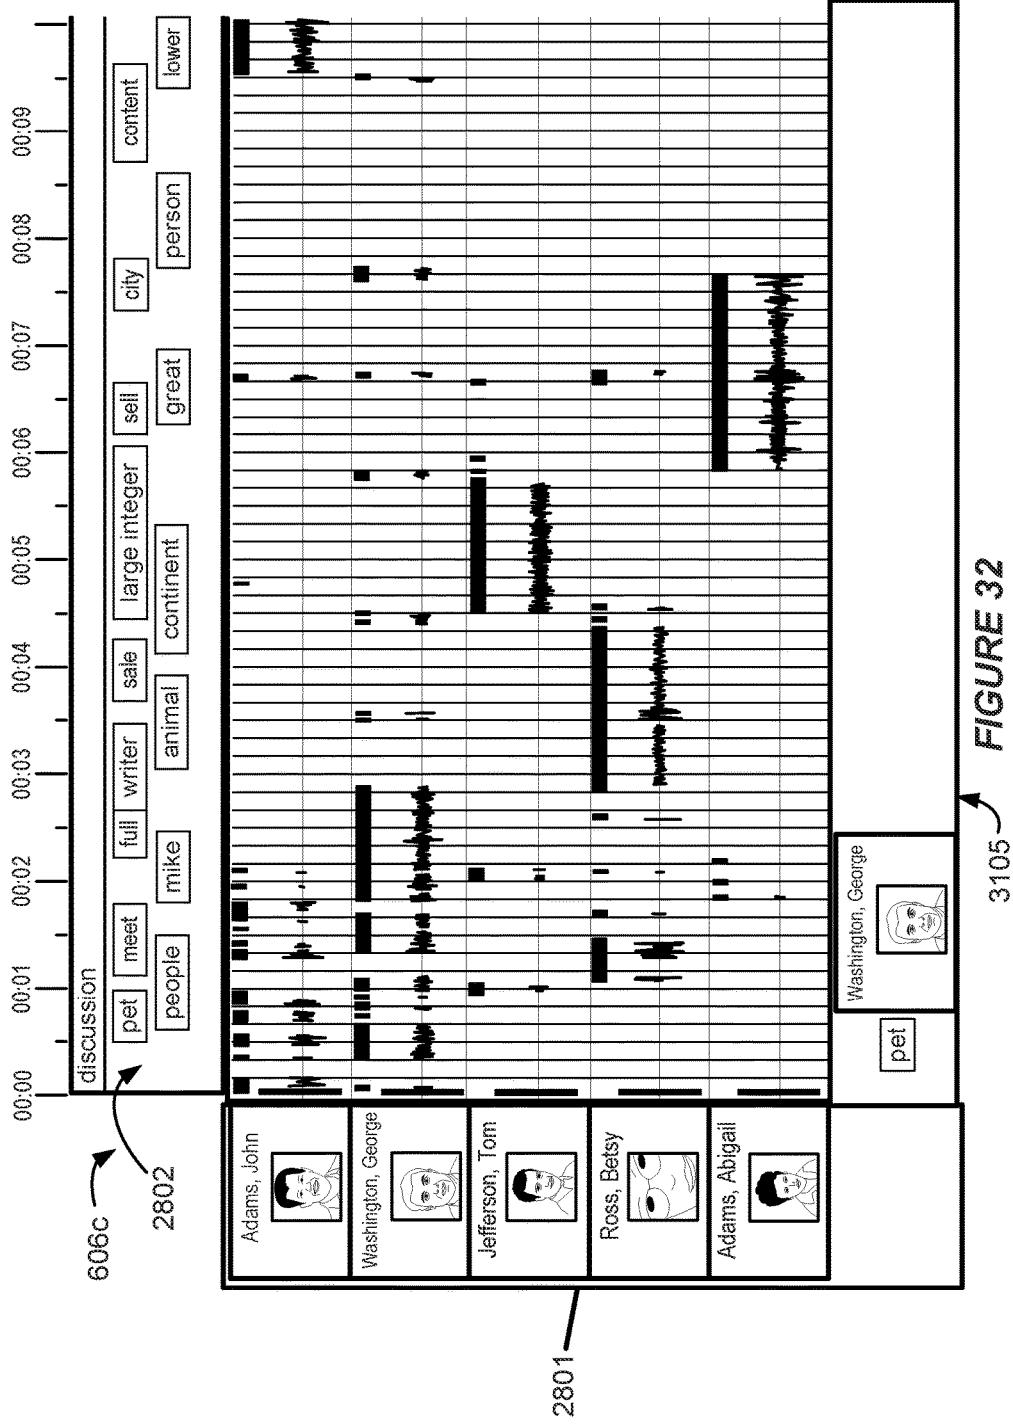 00:00 00:01 00:02 00:03 00:04 00:05 00:06 00:07 00:08 00:09
606c
discussion
2802
pet meet full writer sale large integer sell city content
people mike animal continent great person lower
Adams, John
Washington, George
Jefferson, Tom
Ross, Betsy
Adams, Abigail
2801
pet
Washington, George
3105
FIGURE 32